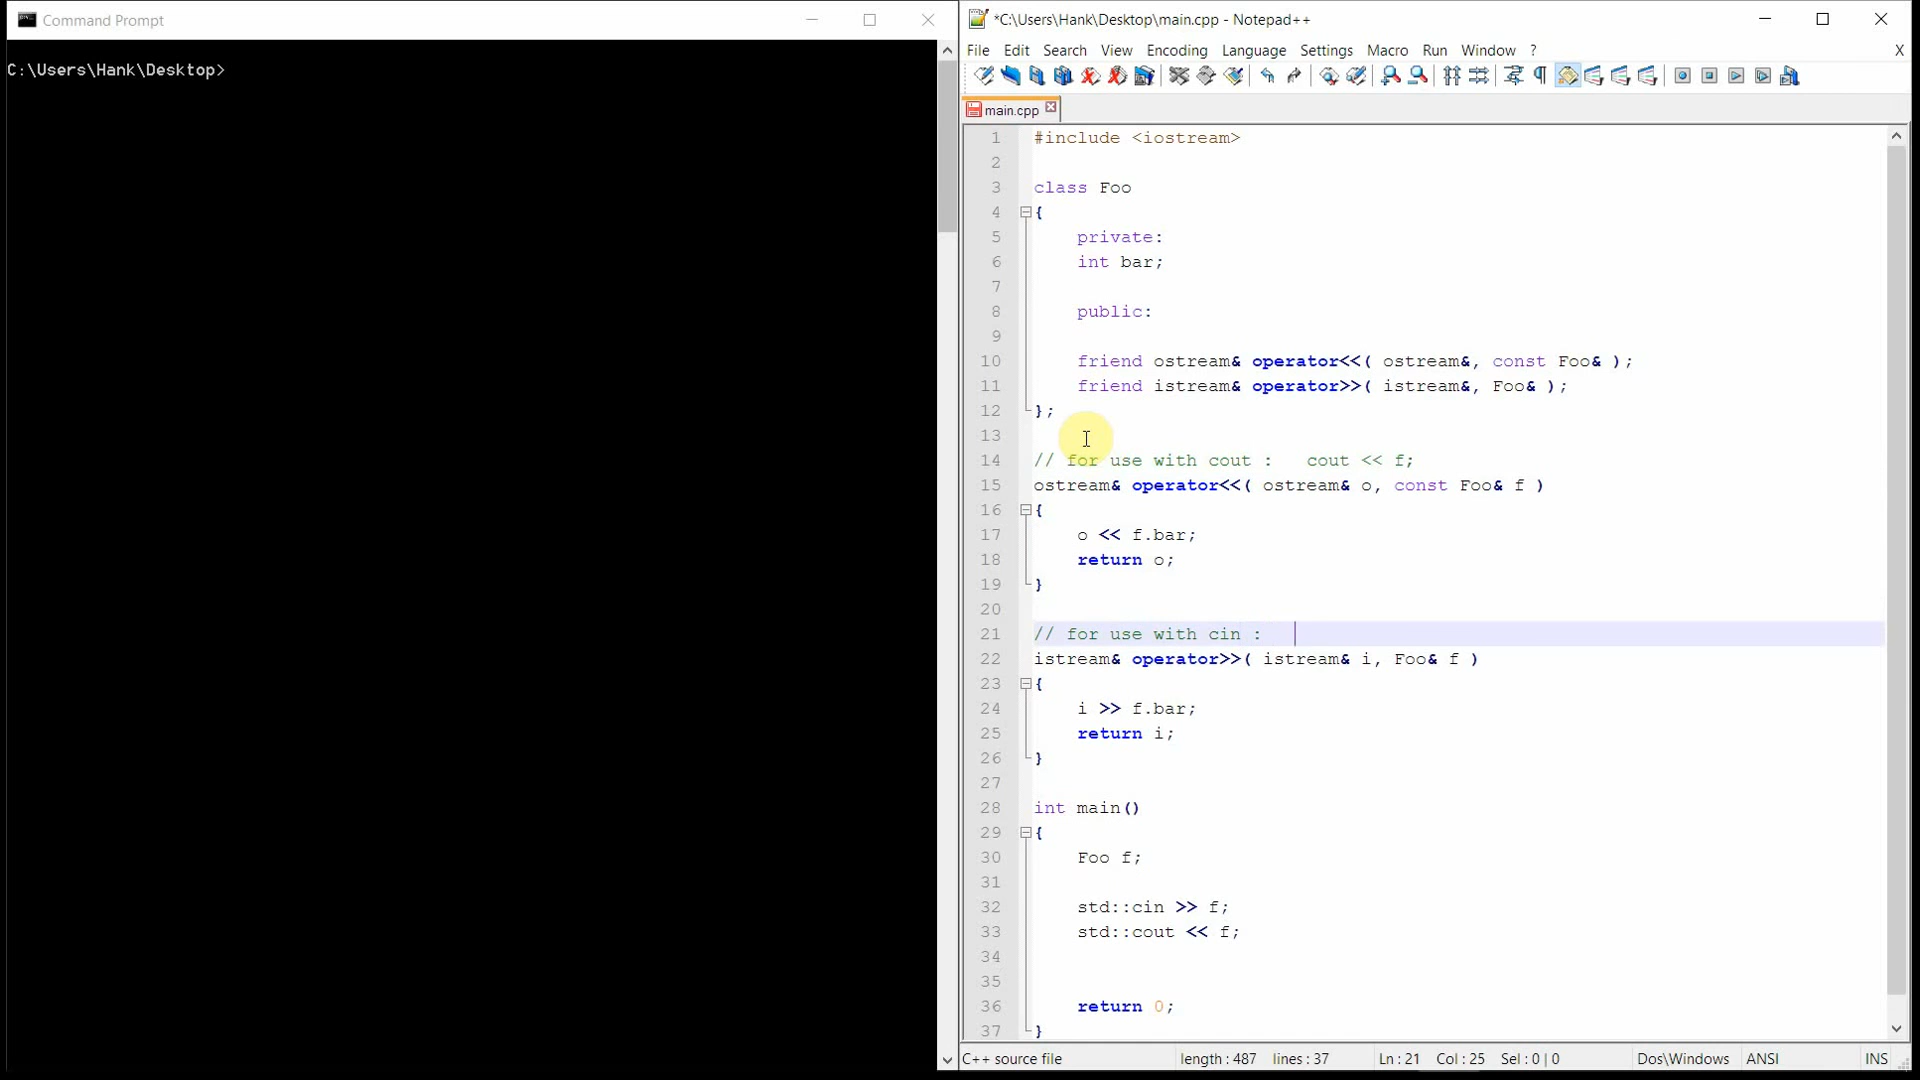 Command Prompt
C:\Users\Hank\Desktop>
*C:\Users\Hank\Desktop\main.cpp - Notepad++
File Edit Search View Encoding Language Settings Macro Run Window ? X
main.cpp
1 #include <iostream>
2
3 class Foo
4 {
5 private:
6 int bar;
7
8 public:
9
10 friend ostream& operator<<( ostream&, const Foo& );
11 friend istream& operator>>( istream&, Foo& );
12 };
13
14 // for use with cout :   cout << f;
15 ostream& operator<<( ostream& o, const Foo& f )
16 {
17 o << f.bar;
18 return o;
19 }
20
21 // for use with cin :
22 istream& operator>>( istream& i, Foo& f )
23 {
24 i >> f.bar;
25 return i;
26 }
27
28 int main()
29 {
30 Foo f;
31
32 std::cin >> f;
33 std::cout << f;
34
35
36 return 0;
37 }
C++ source file length : 487 lines : 37 Ln : 21 Col : 25 Sel : 0 | 0 Dos\Windows ANSI INS